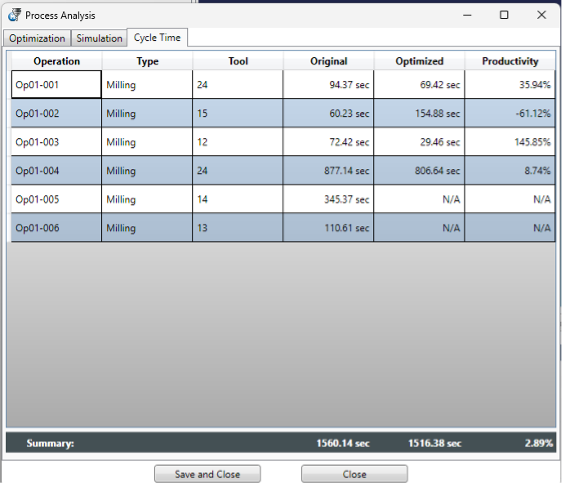 Process Analysis
Optimization Simulation Cycle Time
Operation Type Tool Original Optimized Productivity
Op01-001 Milling 24 94.37 sec 69.42 sec 35.94%
Op01-002 Milling 15 60.23 sec 154.88 sec -61.12%
Op01-003 Milling 12 72.42 sec 29.46 sec 145.85%
Op01-004 Milling 24 877.14 sec 806.64 sec 8.74%
Op01-005 Milling 14 345.37 sec N/A N/A
Op01-006 Milling 13 110.61 sec N/A N/A
Summary: 1560.14 sec 1516.38 sec 2.89%
Save and Close Close